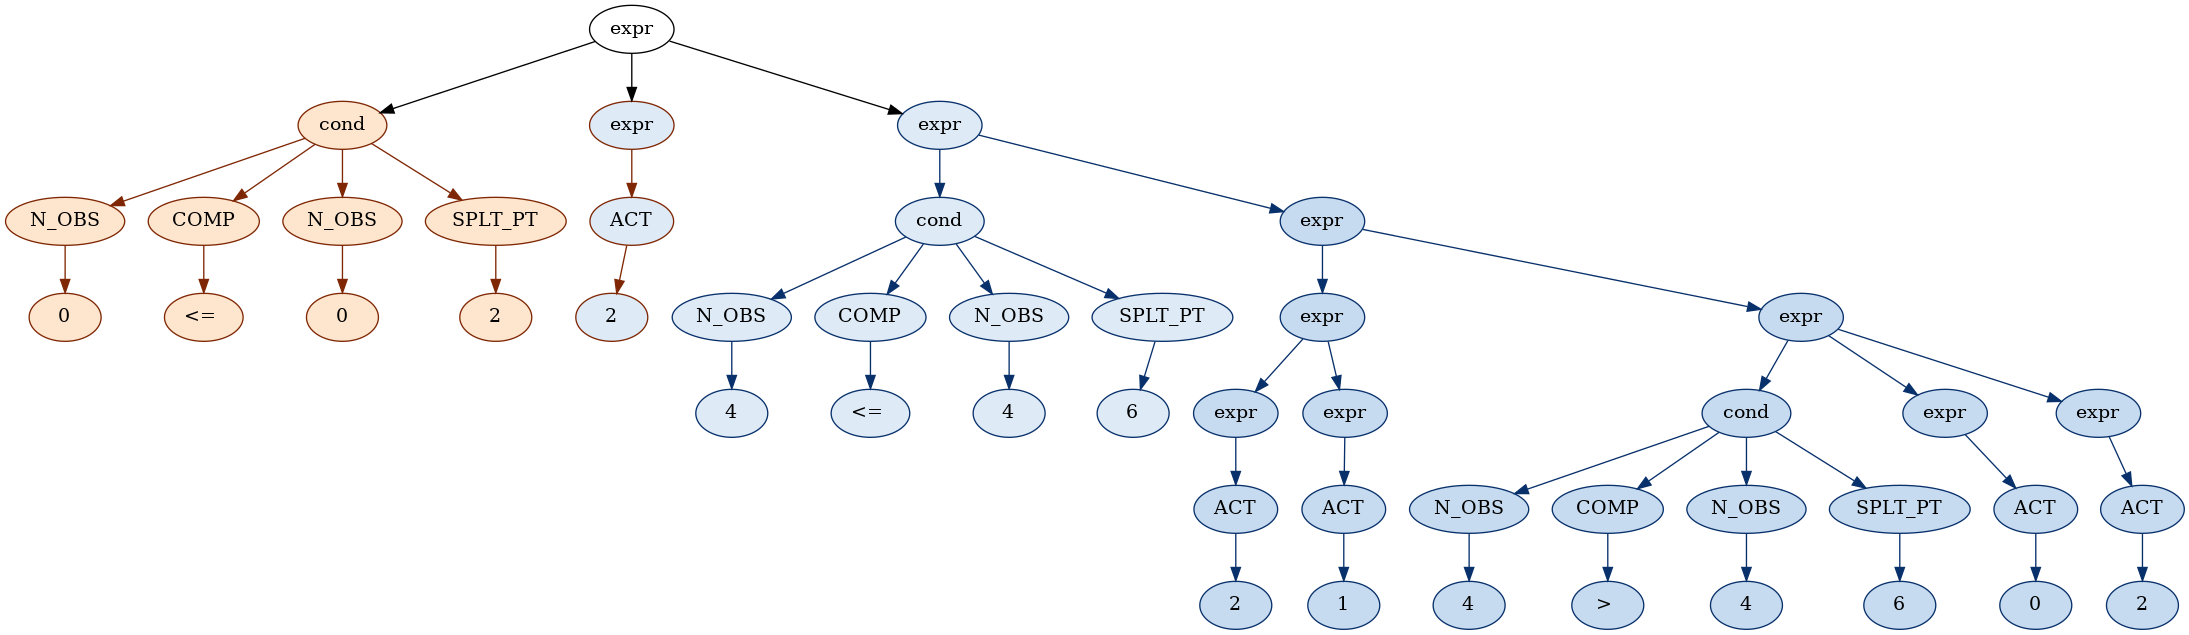 expr
cond expr expr
N_OBS COMP N_OBS SPLT_PT ACT cond expr
0 <= 0 2 2 N_OBS COMP N_OBS SPLT_PT expr expr
4 <= 4 6 expr expr cond expr expr
ACT ACT N_OBS COMP N_OBS SPLT_PT ACT ACT
2 1 4 > 4 6 0 2